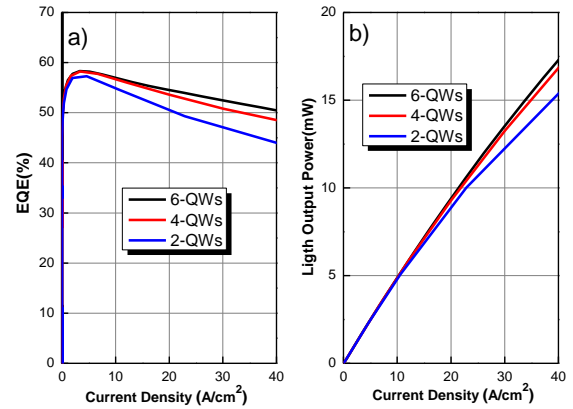 a)
EQE(%)
70
60
50
40
30
20
10
0
6-QWs
4-QWs
2-QWs
0 10 20 30 40
Current Density (A/cm²)
b)
Ligth Output Power(mW)
20
15
10
5
0
6-QWs
4-QWs
2-QWs
0 10 20 30 40
Current Density (A/cm²)